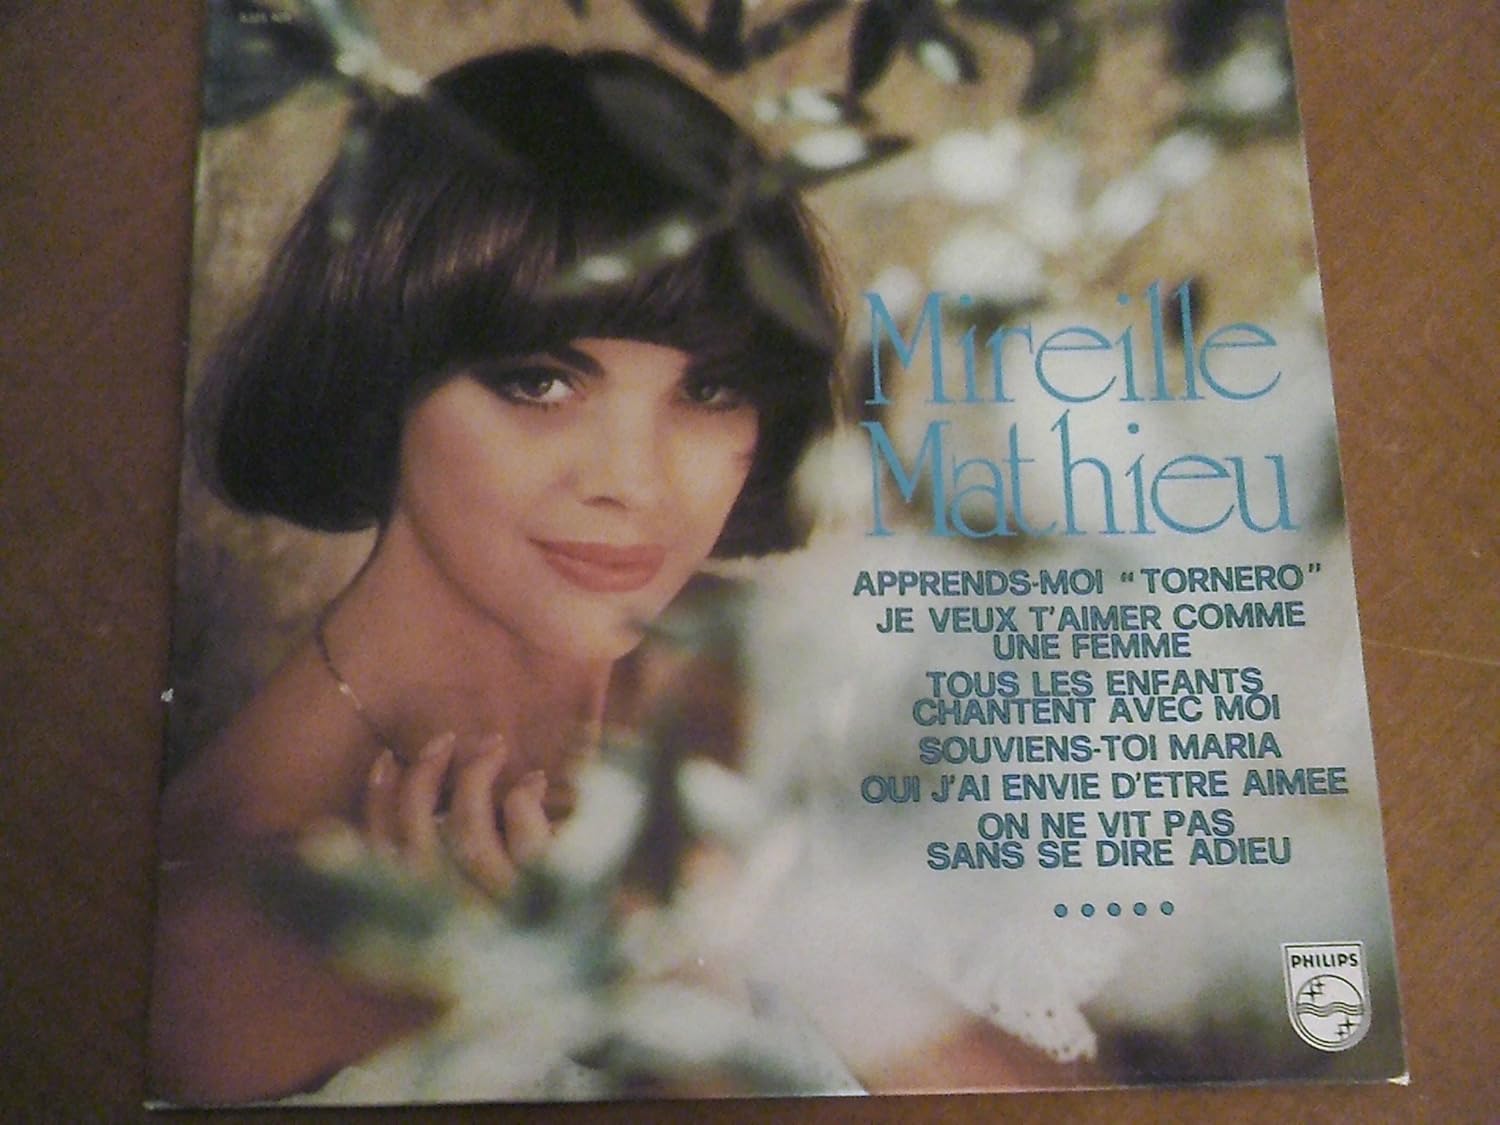 Mireille
Mathieu
APPRENDS-MOI "TORNERO"
JE VEUX T'AIMER COMME
UNE FEMME
TOUS LES ENFANTS
CHANTENT AVEC MOI
SOUVIENS-TOI MARIA
OUI J'AI ENVIE D'ETRE AIMEE
ON NE VIT PAS
SANS SE DIRE ADIEU
.....
PHILIPS